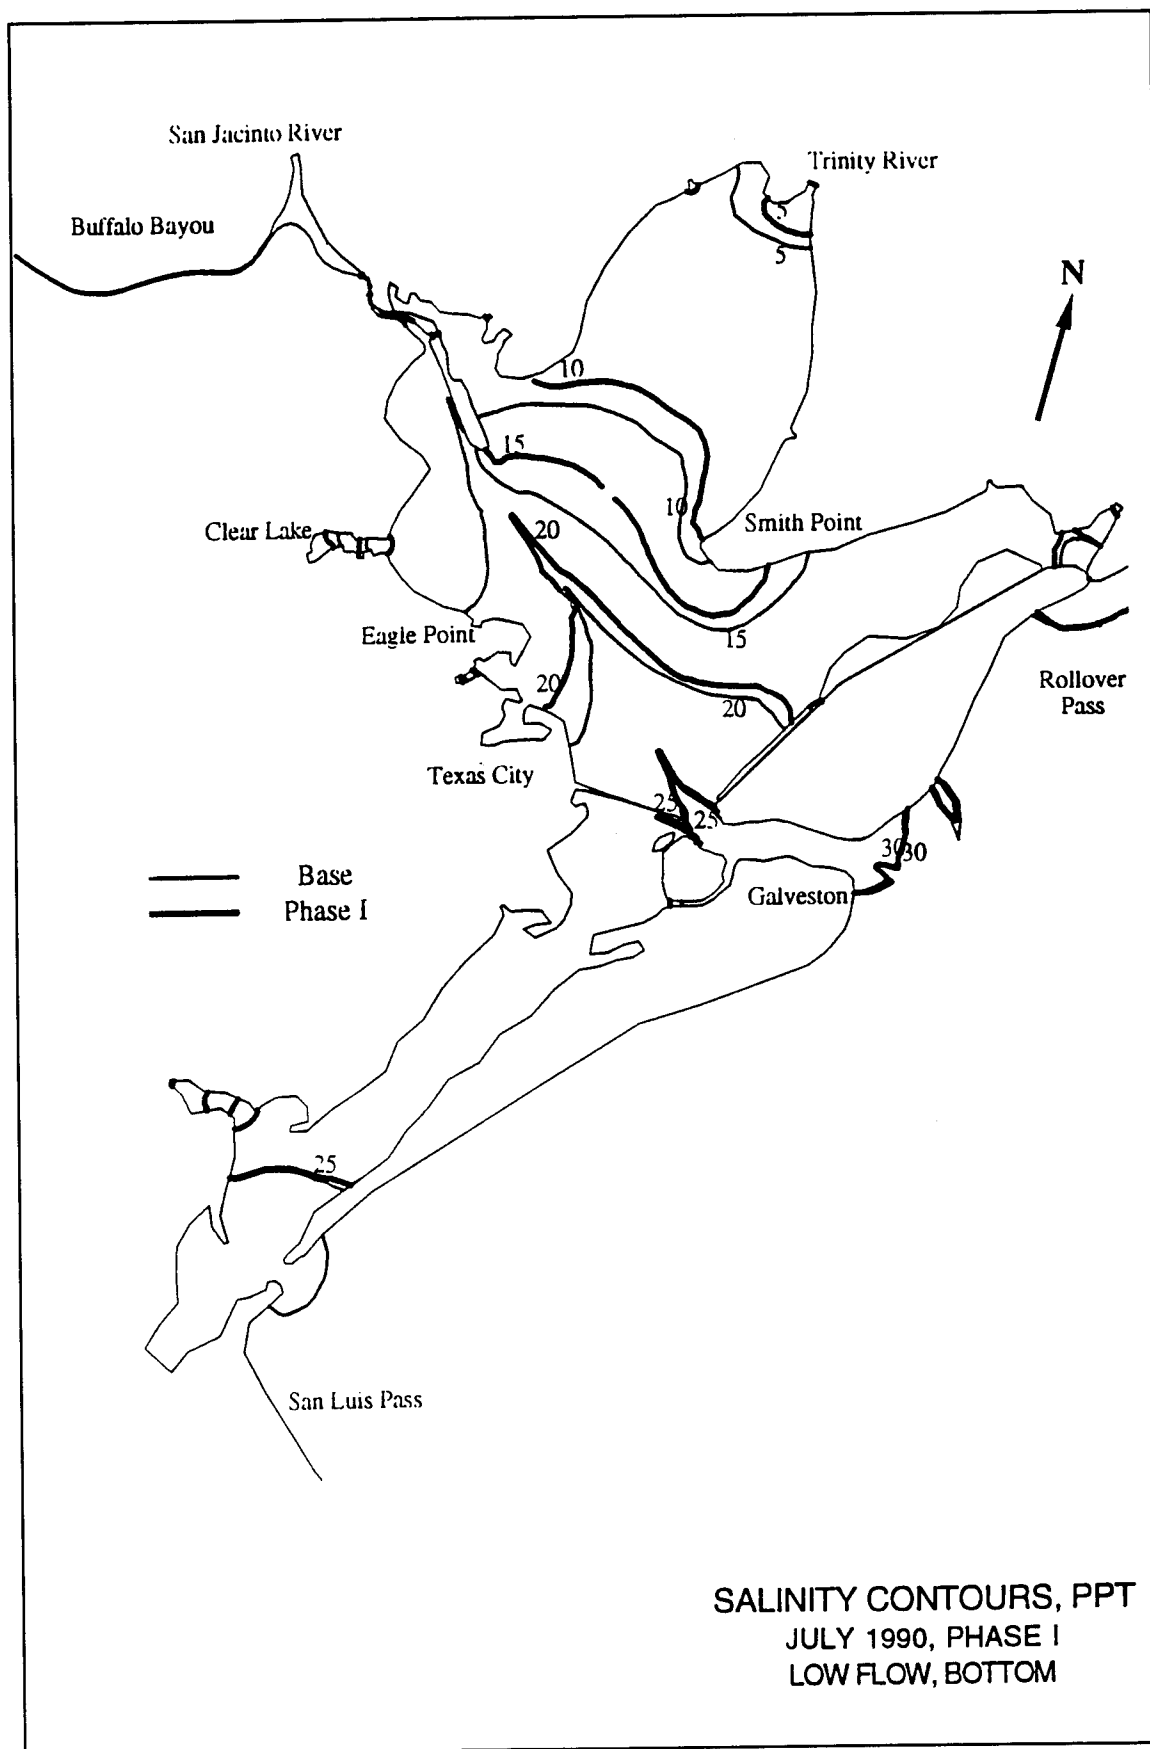 San Jacinto River
Trinity River
Buffalo Bayou
5
5
N
10
15
10
Smith Point
Clear Lake
20
Eagle Point
15
20
20
Rollover
Pass
Texas City
25
25
30
30
Base
Phase I
Galveston
25
San Luis Pass
SALINITY CONTOURS, PPT
JULY 1990, PHASE I
LOW FLOW, BOTTOM